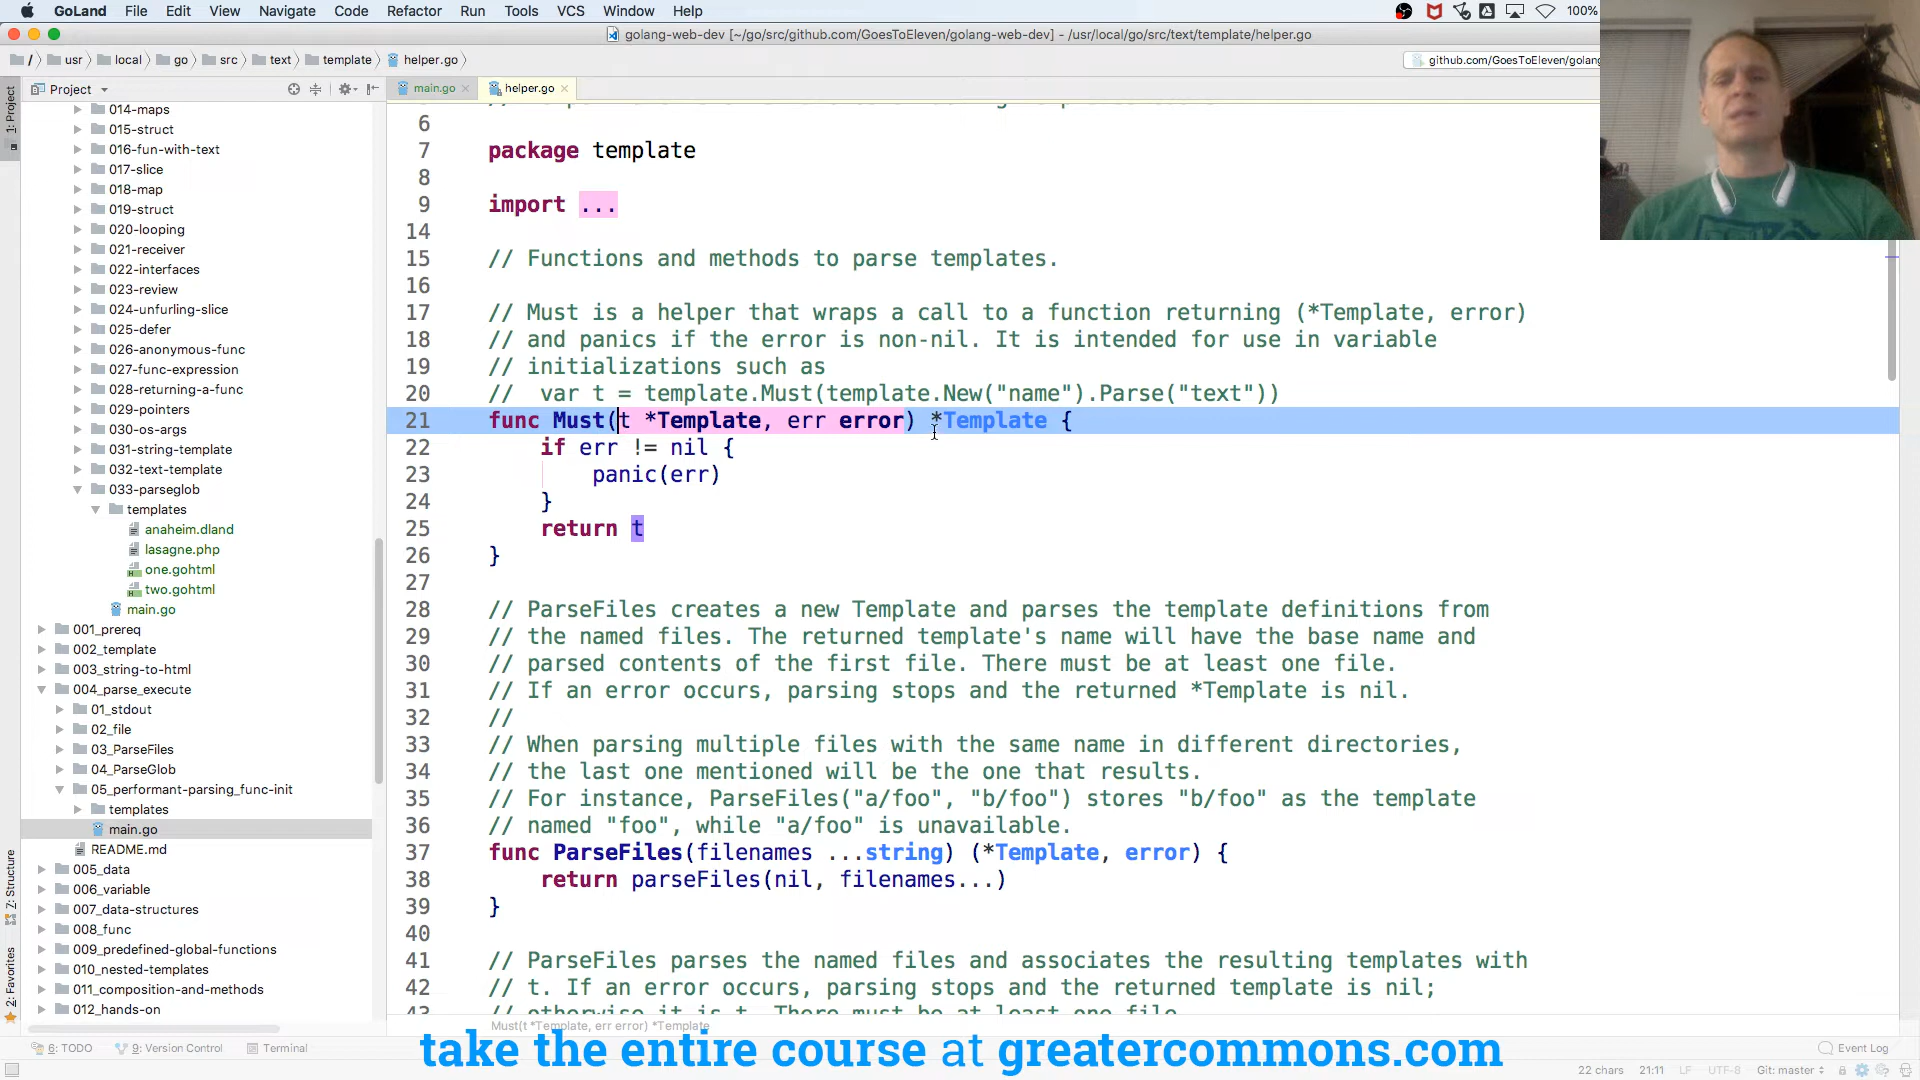 GoLand File Edit View Navigate Code Refactor Run Tools VCS Window Help 100%
golang-web-dev [~/go/src/github.com/GoesToEleven/golang-web-dev] - /usr/local/go/src/text/template/helper.go
/ usr local go src text template helper.go github.com/GoesToEleven/golang
1: Project
Project
main.go
helper.go
014-maps
015-struct
016-fun-with-text
017-slice
018-map
019-struct
020-looping
021-receiver
022-interfaces
023-review
024-unfurling-slice
025-defer
026-anonymous-func
027-func-expression
028-returning-a-func
029-pointers
030-os-args
031-string-template
032-text-template
033-parseglob
templates
anaheim.dland
lasagne.php
one.gohtml
two.gohtml
main.go
001_prereq
002_template
003_string-to-html
004_parse_execute
01_stdout
02_file
03_ParseFiles
04_ParseGlob
05_performant-parsing_func-init
templates
main.go
README.md
005_data
006_variable
007_data-structures
008_func
009_predefined-global-functions
010_nested-templates
011_composition-and-methods
012_hands-on
7: Structure
2: Favorites
6
7 package template
8
9 import ...
14
15 // Functions and methods to parse templates.
16
17 // Must is a helper that wraps a call to a function returning (*Template, error)
18 // and panics if the error is non-nil. It is intended for use in variable
19 // initializations such as
20 // var t = template.Must(template.New("name").Parse("text"))
21 func Must(t *Template, err error) *Template {
22 if err != nil {
23 panic(err)
24 }
25 return t
26 }
27
28 // ParseFiles creates a new Template and parses the template definitions from
29 // the named files. The returned template's name will have the base name and
30 // parsed contents of the first file. There must be at least one file.
31 // If an error occurs, parsing stops and the returned *Template is nil.
32 //
33 // When parsing multiple files with the same name in different directories,
34 // the last one mentioned will be the one that results.
35 // For instance, ParseFiles("a/foo", "b/foo") stores "b/foo" as the template
36 // named "foo", while "a/foo" is unavailable.
37 func ParseFiles(filenames ...string) (*Template, error) {
38 return parseFiles(nil, filenames...)
39 }
40
41 // ParseFiles parses the named files and associates the resulting templates with
42 // t. If an error occurs, parsing stops and the returned template is nil;
43 // otherwise it is t. There must be at least one file.
Must(t *Template, err error) *Template
6: TODO 9: Version Control Terminal Event Log
take the entire course at greatercommons.com
22 chars 21:11 LF UTF-8 Git: master